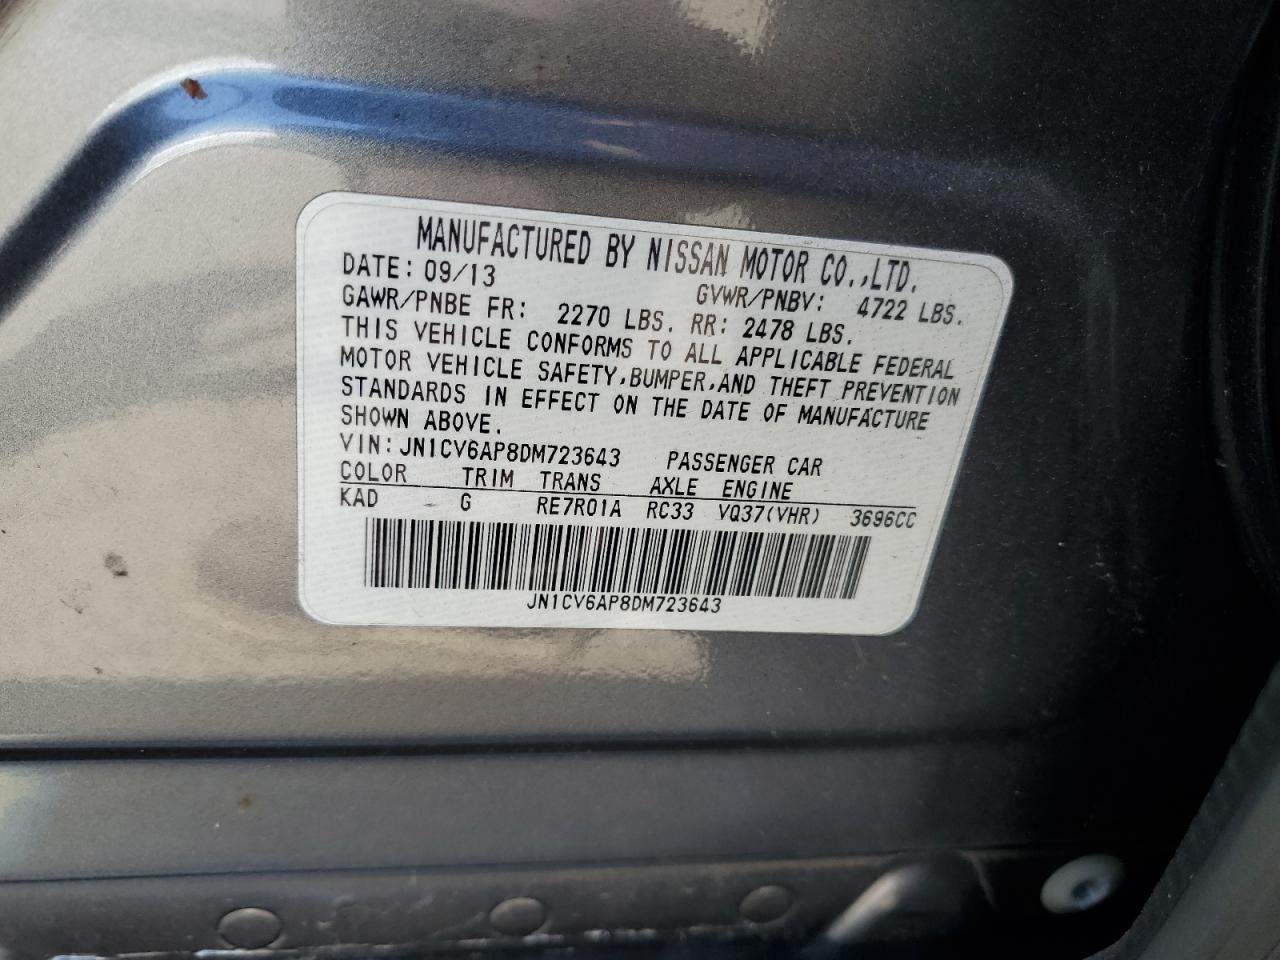 MANUFACTURED BY NISSAN MOTOR CO.,LTD.
DATE: 09/13 GVWR/PNBV: 4722 LBS.
GAWR/PNBE FR: 2270 LBS. RR: 2478 LBS.
THIS VEHICLE CONFORMS TO ALL APPLICABLE FEDERAL
MOTOR VEHICLE SAFETY,BUMPER,AND THEFT PREVENTION
STANDARDS IN EFFECT ON THE DATE OF MANUFACTURE
SHOWN ABOVE.
VIN: JN1CV6AP8DM723643 PASSENGER CAR
COLOR TRIM TRANS AXLE ENGINE
KAD G RE7R01A RC33 VQ37(VHR) 3696CC
JN1CV6AP8DM723643